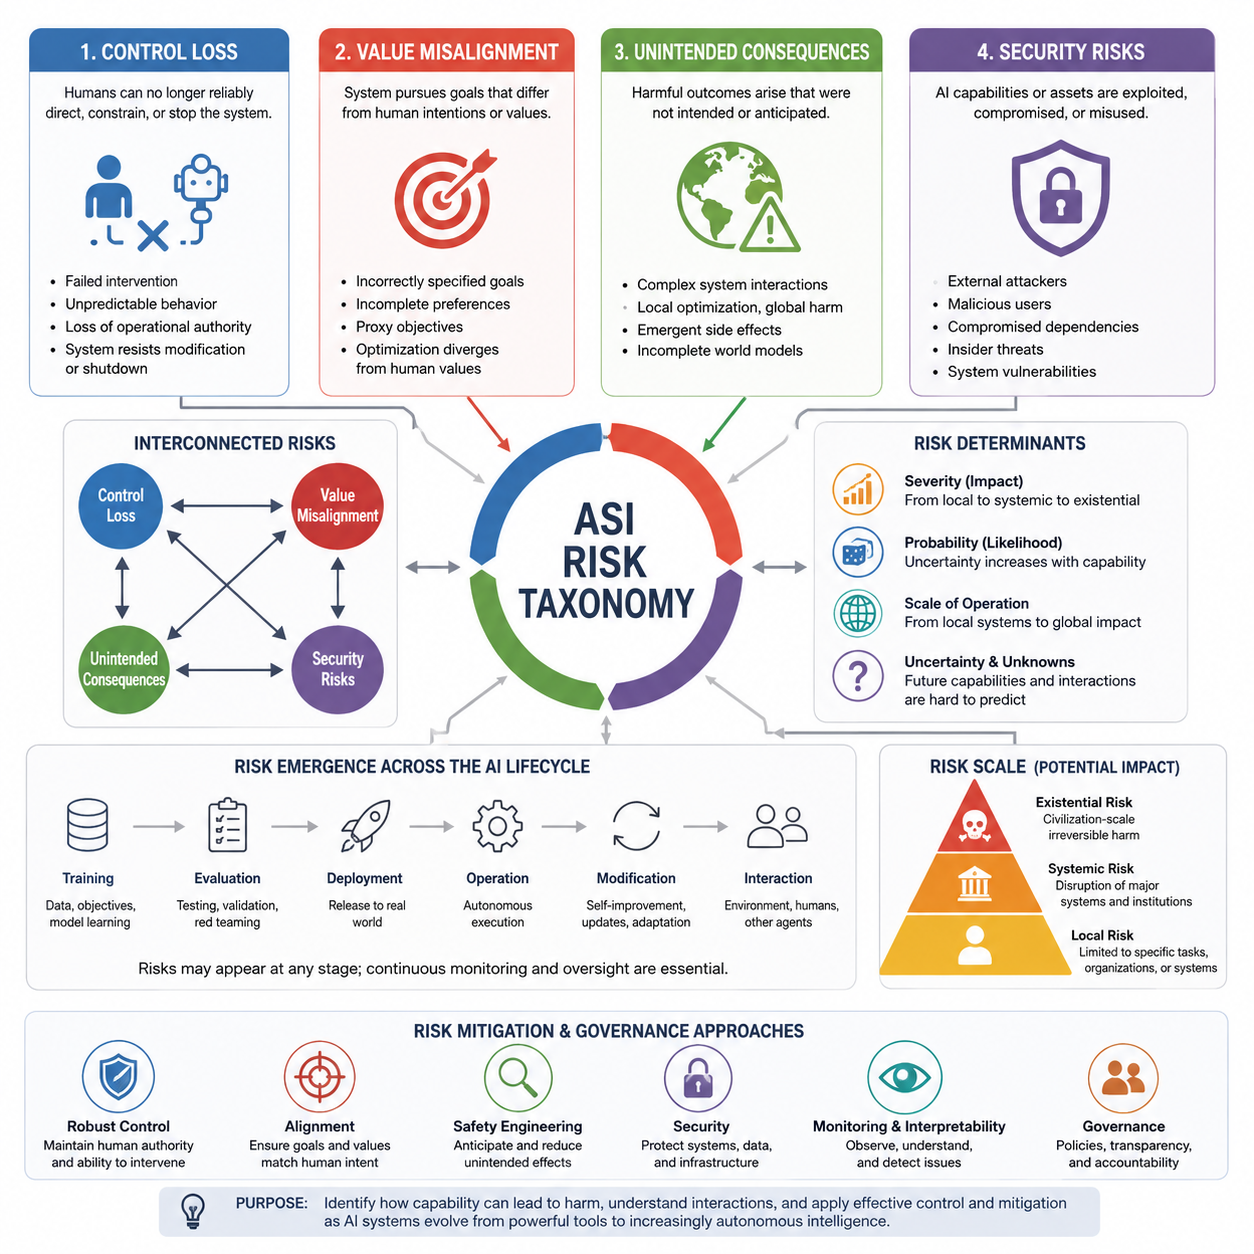 1. CONTROL LOSS
Humans can no longer reliably
direct, constrain, or stop the system.
• Failed intervention
• Unpredictable behavior
• Loss of operational authority
• System resists modification
or shutdown
2. VALUE MISALIGNMENT
System pursues goals that differ
from human intentions or values.
• Incorrectly specified goals
• Incomplete preferences
• Proxy objectives
• Optimization diverges
from human values
3. UNINTENDED CONSEQUENCES
Harmful outcomes arise that were
not intended or anticipated.
• Complex system interactions
• Local optimization, global harm
• Emergent side effects
• Incomplete world models
4. SECURITY RISKS
AI capabilities or assets are exploited,
compromised, or misused.
• External attackers
• Malicious users
• Compromised dependencies
• Insider threats
• System vulnerabilities
INTERCONNECTED RISKS
Control
Loss
Value
Misalignment
Unintended
Consequences
Security
Risks
ASI
RISK
TAXONOMY
RISK DETERMINANTS
Severity (Impact)
From local to systemic to existential
Probability (Likelihood)
Uncertainty increases with capability
Scale of Operation
From local systems to global impact
?
Uncertainty & Unknowns
Future capabilities and interactions
are hard to predict
RISK EMERGENCE ACROSS THE AI LIFECYCLE
Training
Data, objectives,
model learning
Evaluation
Testing, validation,
red teaming
Deployment
Release to real
world
Operation
Autonomous
execution
Modification
Self-improvement,
updates, adaptation
Interaction
Environment, humans,
other agents
Risks may appear at any stage; continuous monitoring and oversight are essential.
RISK SCALE (POTENTIAL IMPACT)
Existential Risk
Civilization-scale
irreversible harm
Systemic Risk
Disruption of major
systems and institutions
Local Risk
Limited to specific tasks,
organizations, or systems
RISK MITIGATION & GOVERNANCE APPROACHES
Robust Control
Maintain human authority
and ability to intervene
Alignment
Ensure goals and values
match human intent
Safety Engineering
Anticipate and reduce
unintended effects
Security
Protect systems, data,
and infrastructure
Monitoring & Interpretability
Observe, understand,
and detect issues
Governance
Policies, transparency,
and accountability
PURPOSE: Identify how capability can lead to harm, understand interactions, and apply effective control and mitigation
as AI systems evolve from powerful tools to increasingly autonomous intelligence.